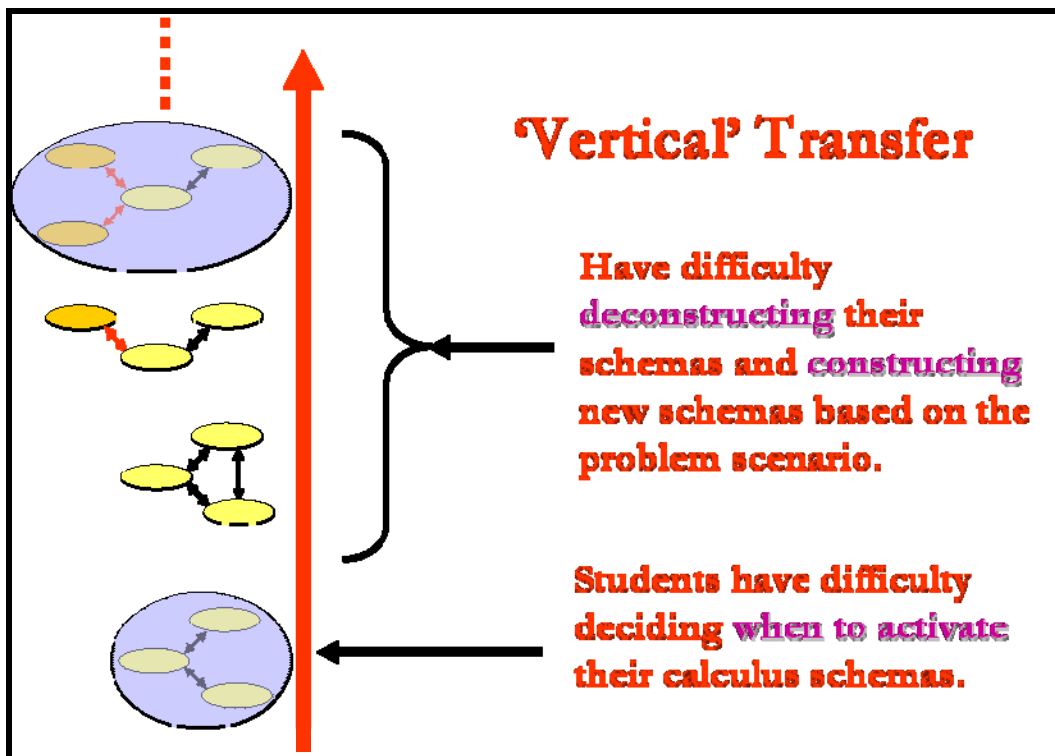 ‘Vertical’ Transfer
Have difficulty
deconstructing their
schemas and constructing
new schemas based on the
problem scenario.
Students have difficulty
deciding when to activate
their calculus schemas.